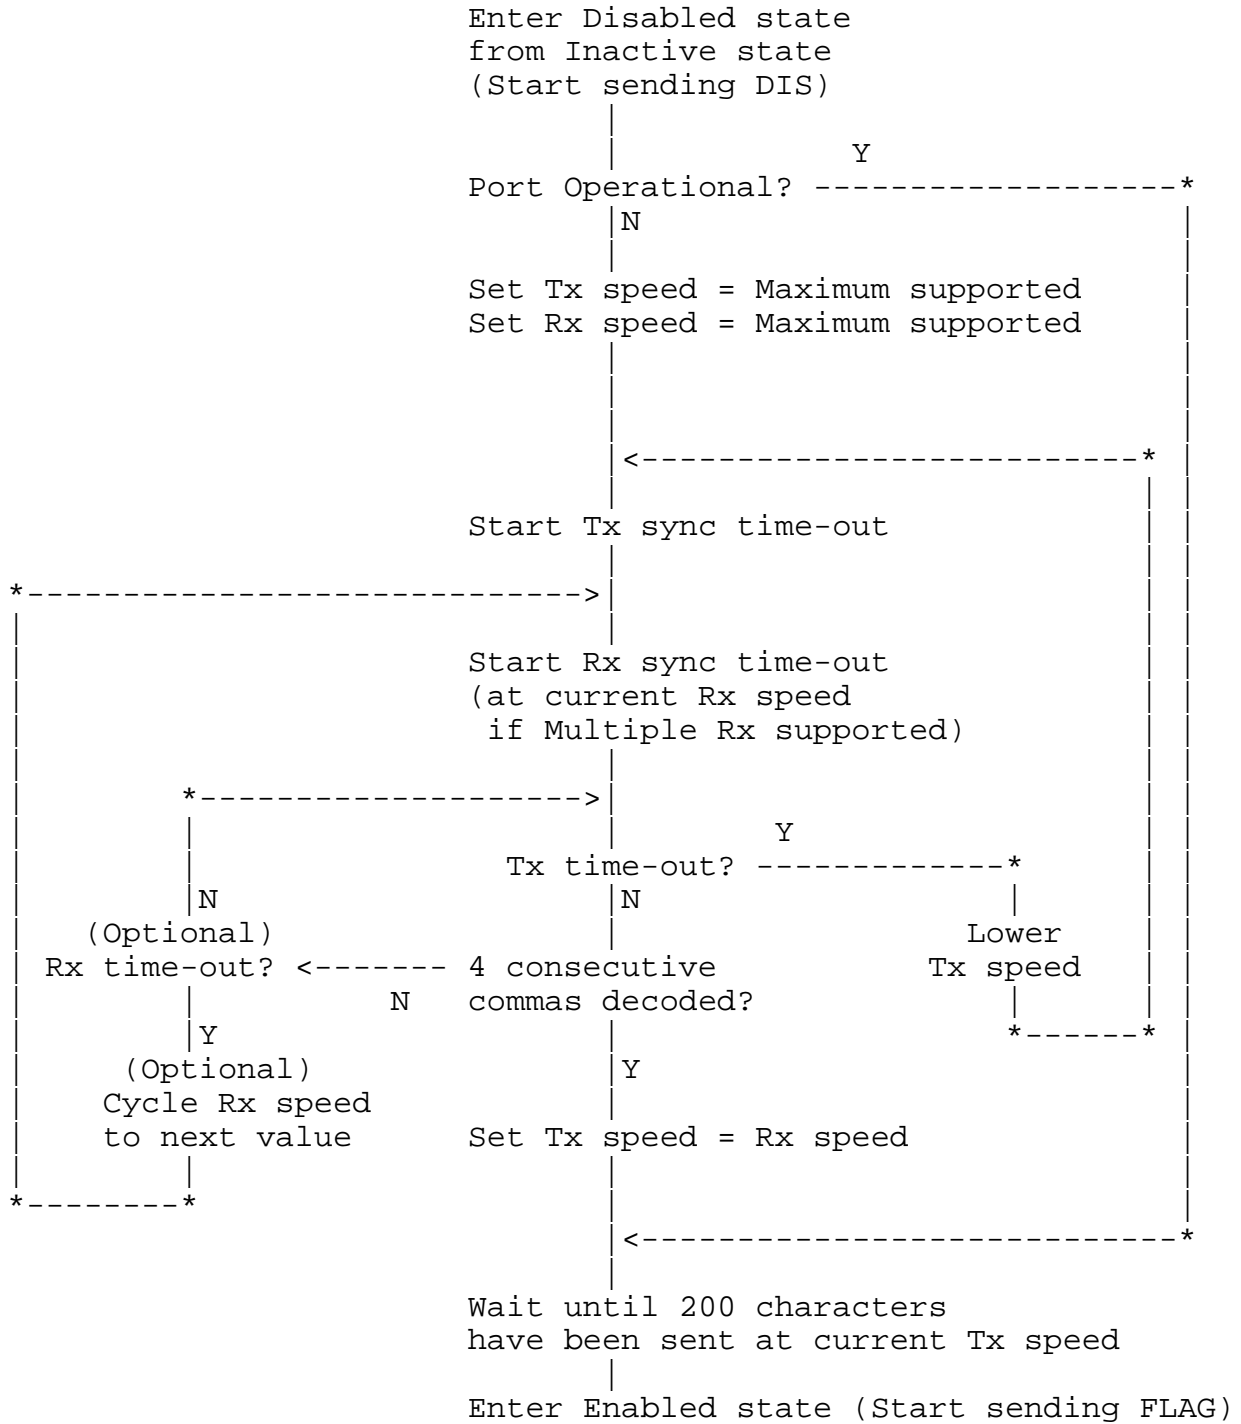 Enter Disabled state
from Inactive state
(Start sending DIS)
Y
Port Operational?
N
Set Tx speed = Maximum supported
Set Rx speed = Maximum supported
Start Tx sync time-out
Start Rx sync time-out
(at current Rx speed
if Multiple Rx supported)
Y
Tx time-out?
N N
(Optional) Lower
Rx time-out? 4 consecutive Tx speed
N commas decoded?
Y
(Optional) Y
Cycle Rx speed
to next value Set Tx speed = Rx speed
Wait until 200 characters
have been sent at current Tx speed
Enter Enabled state (Start sending FLAG)